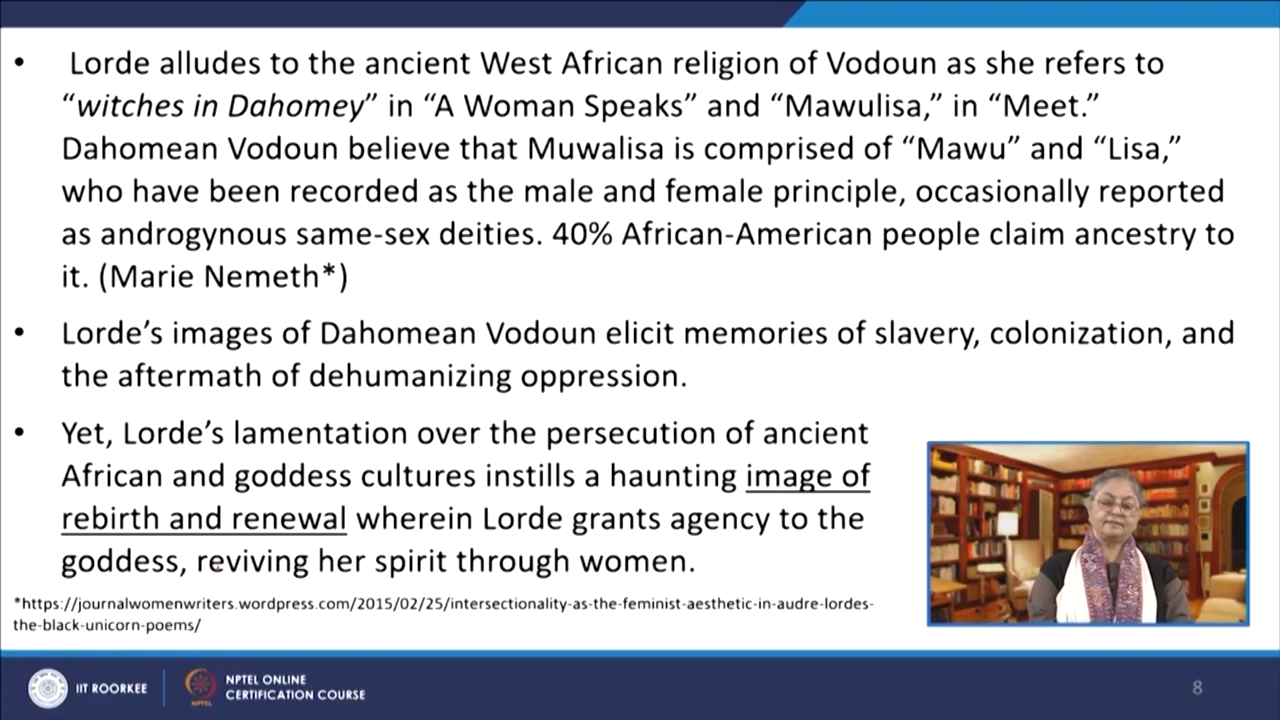 • Lorde alludes to the ancient West African religion of Vodoun as she refers to
“witches in Dahomey” in “A Woman Speaks” and “Mawulisa,” in “Meet.”
Dahomean Vodoun believe that Muwalisa is comprised of “Mawu” and “Lisa,”
who have been recorded as the male and female principle, occasionally reported
as androgynous same-sex deities. 40% African-American people claim ancestry to
it. (Marie Nemeth*)
• Lorde’s images of Dahomean Vodoun elicit memories of slavery, colonization, and
the aftermath of dehumanizing oppression.
• Yet, Lorde’s lamentation over the persecution of ancient
African and goddess cultures instills a haunting image of
rebirth and renewal wherein Lorde grants agency to the
goddess, reviving her spirit through women.
*https://journalwomenwriters.wordpress.com/2015/02/25/intersectionality-as-the-feminist-aesthetic-in-audre-lordes-
the-black-unicorn-poems/
IIT ROORKEE
NPTEL ONLINE
CERTIFICATION COURSE
NPTEL
8